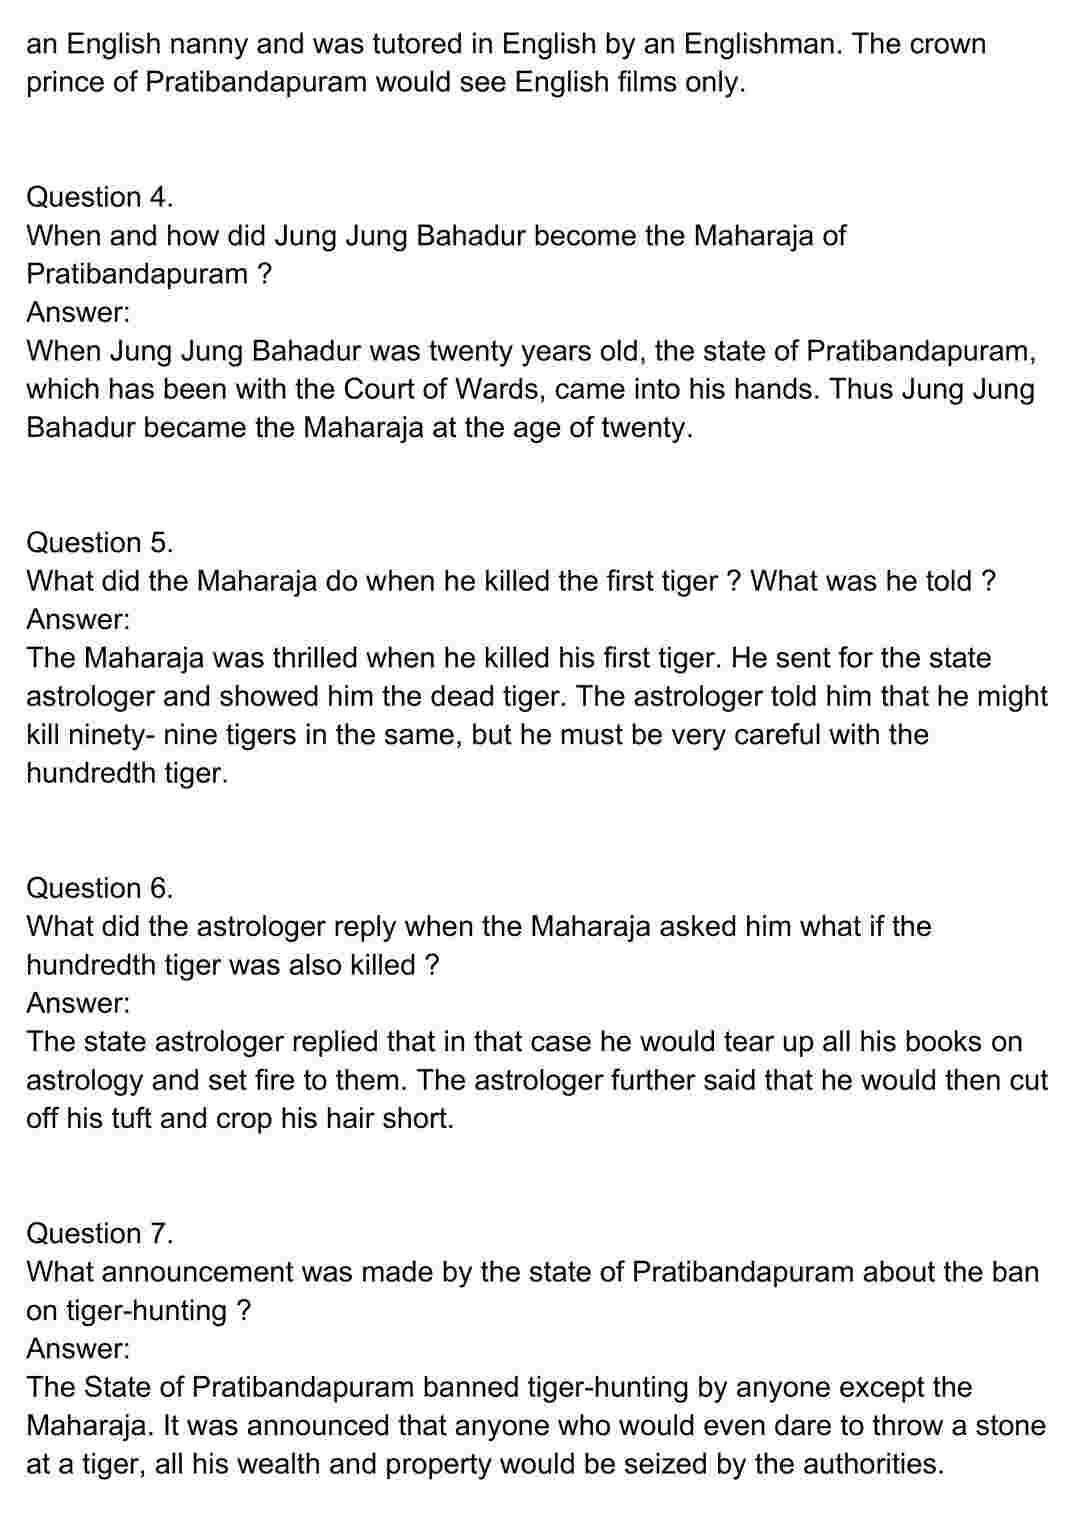 an English nanny and was tutored in English by an Englishman. The crown
prince of Pratibandapuram would see English films only.
Question 4.
When and how did Jung Jung Bahadur become the Maharaja of
Pratibandapuram ?
Answer:
When Jung Jung Bahadur was twenty years old, the state of Pratibandapuram,
which has been with the Court of Wards, came into his hands. Thus Jung Jung
Bahadur became the Maharaja at the age of twenty.
Question 5.
What did the Maharaja do when he killed the first tiger ? What was he told ?
Answer:
The Maharaja was thrilled when he killed his first tiger. He sent for the state
astrologer and showed him the dead tiger. The astrologer told him that he might
kill ninety- nine tigers in the same, but he must be very careful with the
hundredth tiger.
Question 6.
What did the astrologer reply when the Maharaja asked him what if the
hundredth tiger was also killed ?
Answer:
The state astrologer replied that in that case he would tear up all his books on
astrology and set fire to them. The astrologer further said that he would then cut
off his tuft and crop his hair short.
Question 7.
What announcement was made by the state of Pratibandapuram about the ban
on tiger-hunting ?
Answer:
The State of Pratibandapuram banned tiger-hunting by anyone except the
Maharaja. It was announced that anyone who would even dare to throw a stone
at a tiger, all his wealth and property would be seized by the authorities.